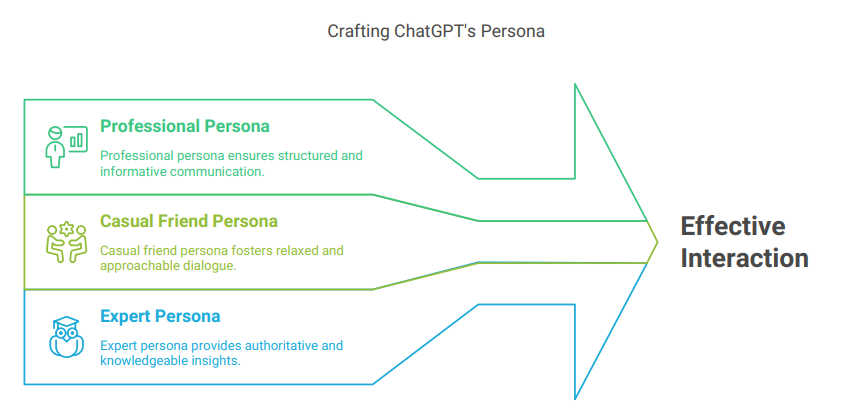 Crafting ChatGPT's Persona
Professional Persona
Professional persona ensures structured and
informative communication.
Casual Friend Persona
Casual friend persona fosters relaxed and
approachable dialogue.
Expert Persona
Expert persona provides authoritative and
knowledgeable insights.
Effective
Interaction